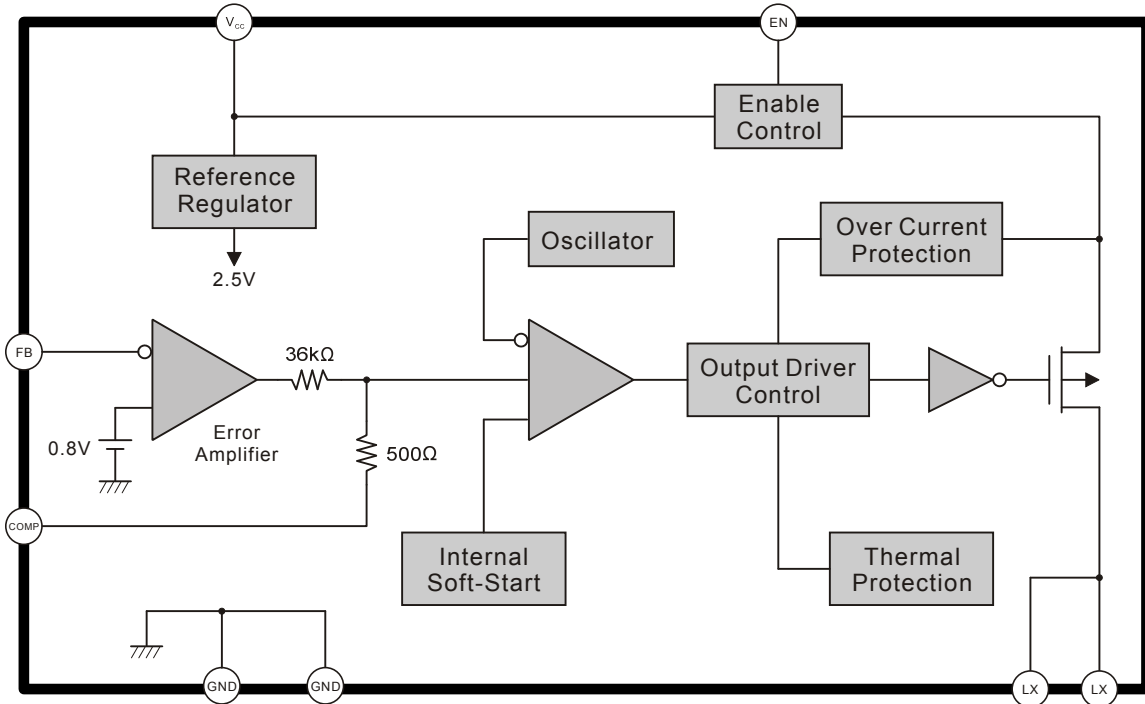 VCC
EN
Enable
Control
Reference
Regulator
2.5V
Oscillator
Over Current
Protection
FB
36kΩ
Output Driver
Control
0.8V
Error
Amplifier
500Ω
COMP
Internal
Soft-Start
Thermal
Protection
GND
GND
LX
LX